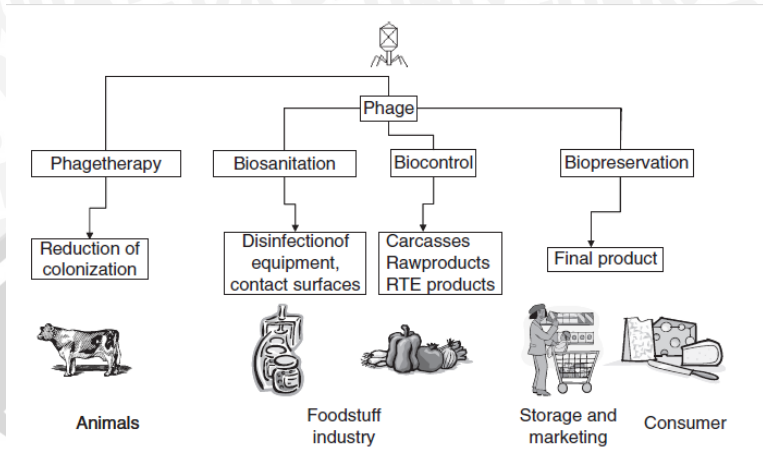 Phage
Phagetherapy
Biosanitation
Biocontrol
Biopreservation
Reduction of
colonization
Disinfectionof
equipment,
contact surfaces
Carcasses
Rawproducts
RTE products
Final product
Animals
Foodstuff
industry
Storage and
marketing
Consumer